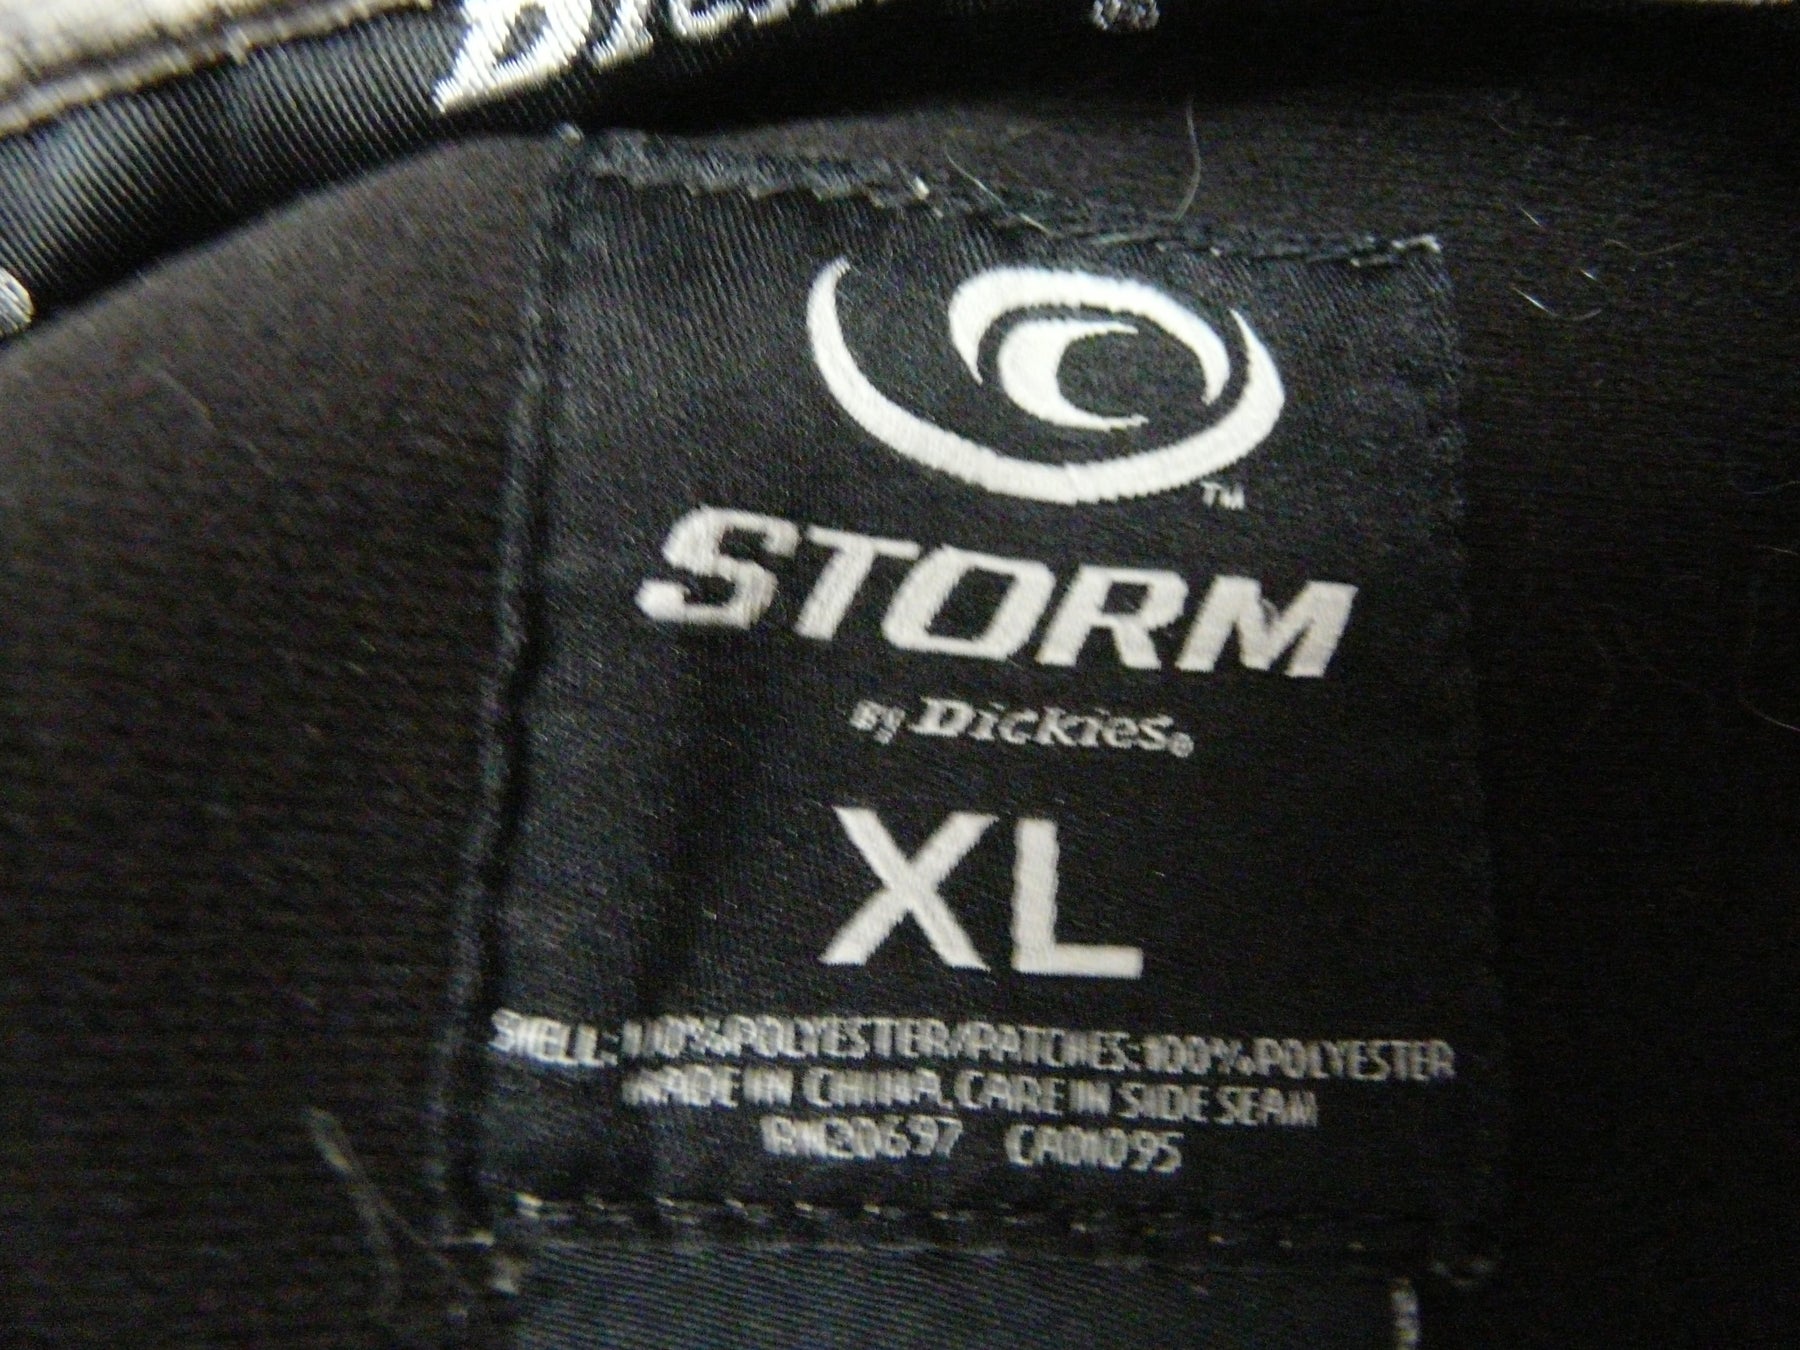 TM
STORM
By Dickies®
XL
SHELL: 100% POLYESTER/PATCHES: 100% POLYESTER
MADE IN CHINA, CARE IN SIDE SEAM
RN20697 CA01095